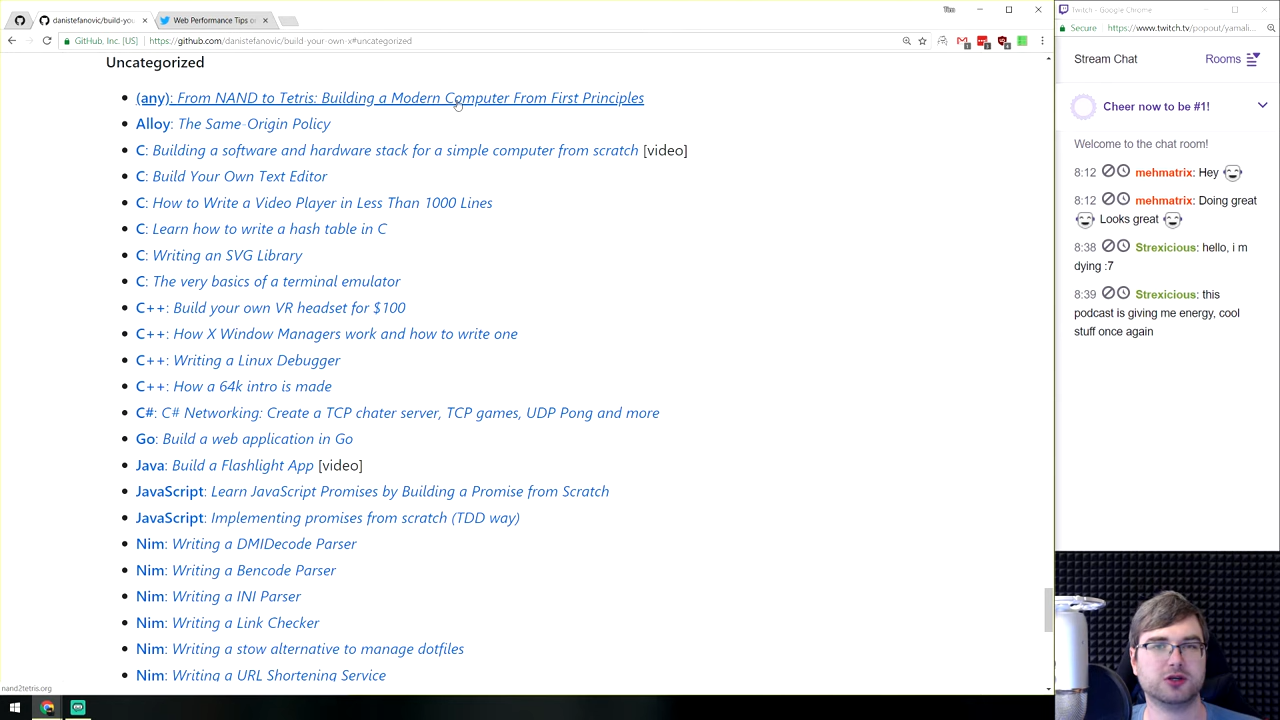 You
danistefanovic/build-you
Web Performance Tips or
GitHub, Inc. [US]
https://github.com/danistefanovic/build-your-own-x#uncategorized
Uncategorized
(any): From NAND to Tetris: Building a Modern Computer From First Principles
Alloy: The Same-Origin Policy
C: Building a software and hardware stack for a simple computer from scratch [video]
C: Build Your Own Text Editor
C: How to Write a Video Player in Less Than 1000 Lines
C: Learn how to write a hash table in C
C: Writing an SVG Library
C: The very basics of a terminal emulator
C++: Build your own VR headset for $100
C++: How X Window Managers work and how to write one
C++: Writing a Linux Debugger
C++: How a 64k intro is made
C#: C# Networking: Create a TCP chater server, TCP games, UDP Pong and more
Go: Build a web application in Go
Java: Build a Flashlight App [video]
JavaScript: Learn JavaScript Promises by Building a Promise from Scratch
JavaScript: Implementing promises from scratch (TDD way)
Nim: Writing a DMIDecode Parser
Nim: Writing a Bencode Parser
Nim: Writing a INI Parser
Nim: Writing a Link Checker
Nim: Writing a stow alternative to manage dotfiles
Nim: Writing a URL Shortening Service
nand2tetris.org
Twitch - Google Chrome
Secure
https://www.twitch.tv/popout/yamali...
Stream Chat
Rooms
Cheer now to be #1!
Welcome to the chat room!
8:12 mehmatrix: Hey
8:12 mehmatrix: Doing great
Looks great
8:38 Strexicious: hello, i m
dying :7
8:39 Strexicious: this
podcast is giving me energy, cool
stuff once again